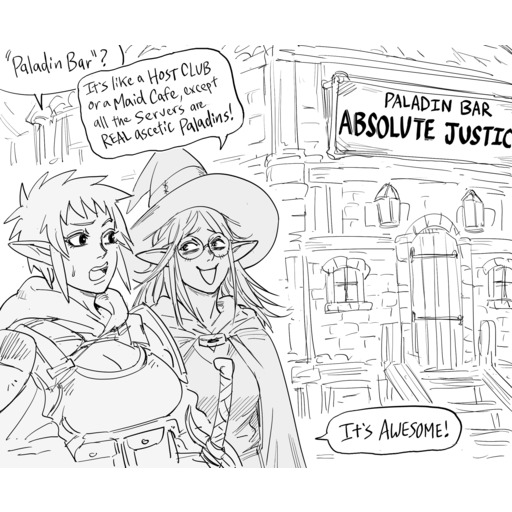 "Paladin Bar"?
It's like a HOST CLUB
or a Maid Cafe, except
all the Servers are
REAL ascetic Paladins!
PALADIN BAR
ABSOLUTE JUSTIC
It's AWESOME!